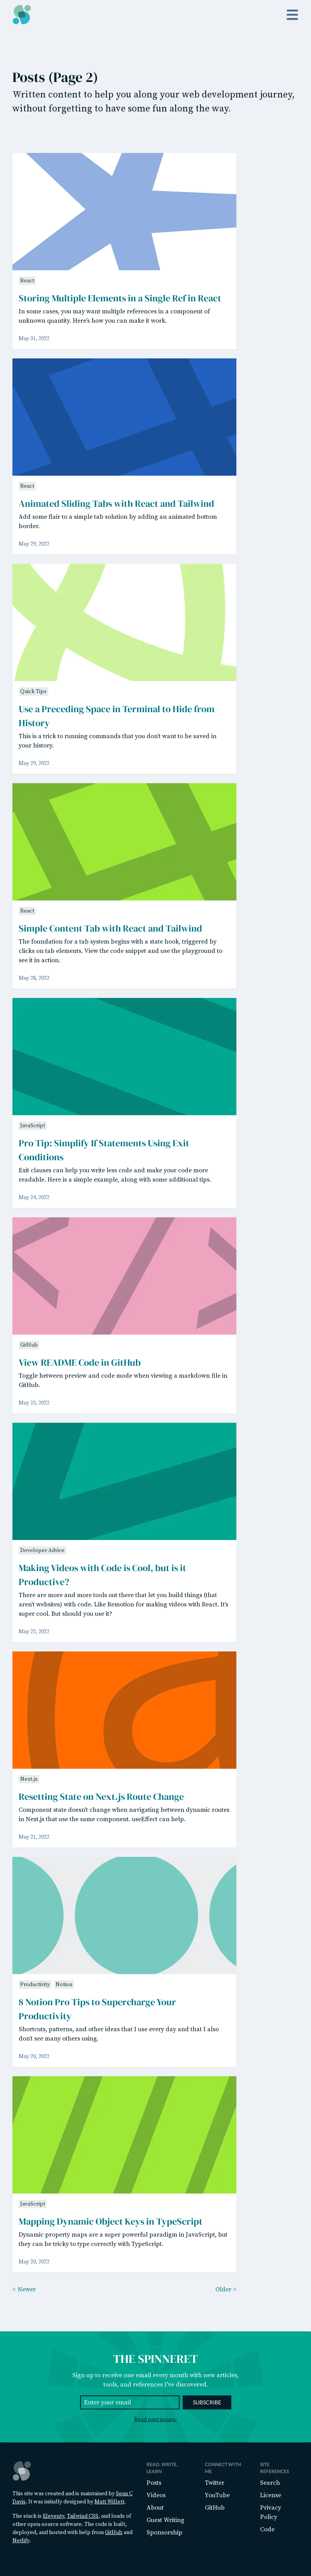 Posts (Page 2)
Written content to help you along your web development journey,
without forgetting to have some fun along the way.
React
Storing Multiple Elements in a Single Ref in React
In some cases, you may want multiple references in a component of
unknown quantity. Here's how you can make it work.
May 31, 2022
React
Animated Sliding Tabs with React and Tailwind
Add some flair to a simple tab solution by adding an animated bottom
border.
May 29, 2022
Quick Tips
Use a Preceding Space in Terminal to Hide from
History
This is a trick to running commands that you don't want to be saved in
your history.
May 29, 2022
React
Simple Content Tab with React and Tailwind
The foundation for a tab system begins with a state hook, triggered by
clicks on tab elements. View the code snippet and use the playground to
see it in action.
May 28, 2022
JavaScript
Pro Tip: Simplify If Statements Using Exit
Conditions
Exit clauses can help you write less code and make your code more
readable. Here is a simple example, along with some additional tips.
May 24, 2022
GitHub
View README Code in GitHub
Toggle between preview and code mode when viewing a markdown file in
GitHub.
May 23, 2022
Developer Advice
Making Videos with Code is Cool, but is it
Productive?
There are more and more tools out there that let you build things (that
aren't websites) with code. Like Remotion for making videos with React. It's
super cool. But should you use it?
May 22, 2022
Next.js
Resetting State on Next.js Route Change
Component state doesn't change when navigating between dynamic routes
in Next.js that use the same component. useEffect can help.
May 21, 2022
Productivity Notion
8 Notion Pro Tips to Supercharge Your
Productivity
Shortcuts, patterns, and other ideas that I use every day and that I also
don't see many others using.
May 20, 2022
JavaScript
Mapping Dynamic Object Keys in TypeScript
Dynamic property maps are a super powerful paradigm in JavaScript, but
they can be tricky to type correctly with TypeScript.
May 20, 2022
< Newer Older >
THE SPINNERET
Sign up to receive one email every month with new articles,
tools, and references I've discovered.
Enter your email SUBSCRIBE
Read past issues.
This site was created and is maintained by Sean C
Davis. It was initially designed by Matt Willett.
The stack is Eleventy, Tailwind CSS, and loads of
other open-source software. The code is built,
deployed, and hosted with help from GitHub and
Netlify.
READ, WRITE,
LEARN
Posts
Videos
About
Guest Writing
Sponsorship
CONNECT WITH
ME
Twitter
YouTube
GitHub
SITE
REFERENCES
Search
License
Privacy
Policy
Code